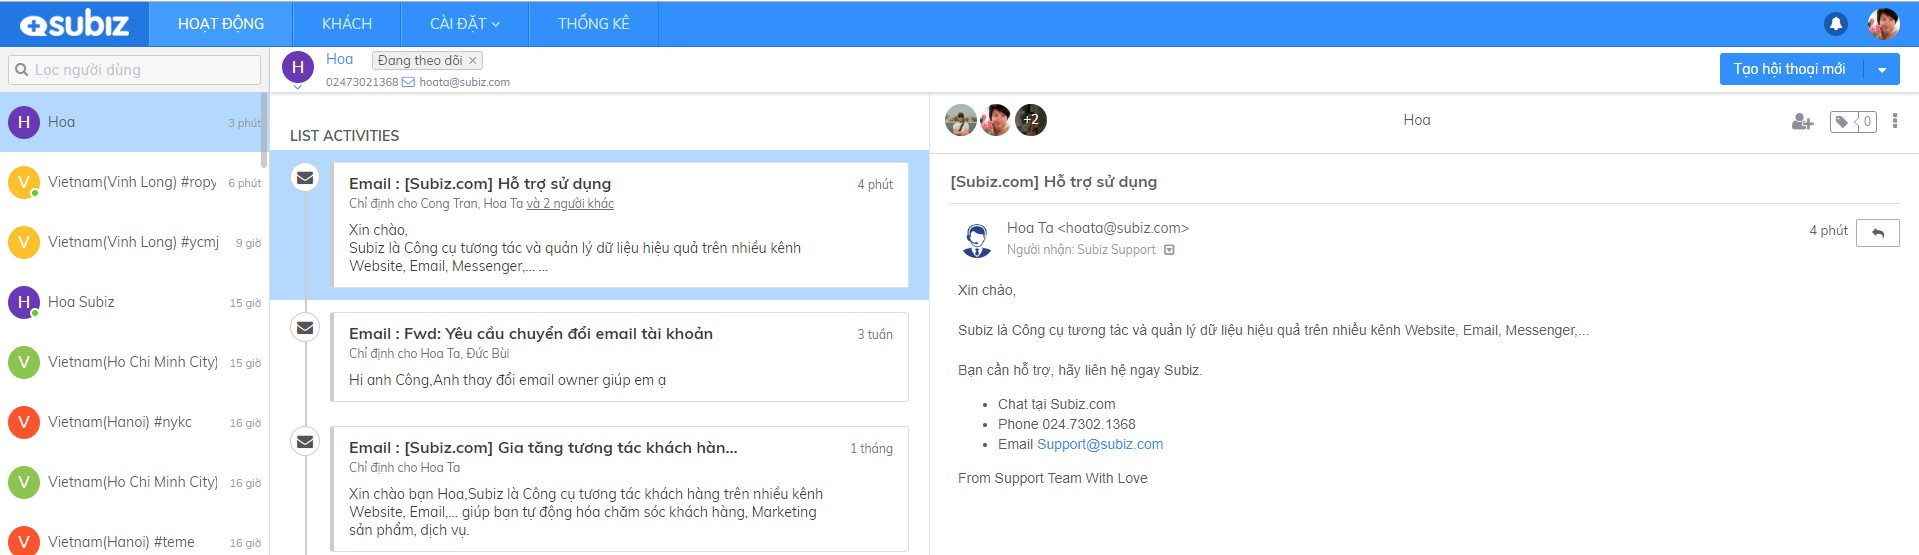 subiz
HOẠT ĐỘNG
KHÁCH
CÀI ĐẶT
THỐNG KÊ
Lọc người dùng
H
Hoa
Đang theo dõi ×
02473021368 hoata@subiz.com
Tạo hội thoại mới
H Hoa 3 phút
V Vietnam(Vinh Long) #ropy 6 phút
V Vietnam(Vinh Long) #ycmj 9 giờ
H Hoa Subiz 15 giờ
V Vietnam(Ho Chi Minh City) 15 giờ
V Vietnam(Hanoi) #nykc 16 giờ
V Vietnam(Ho Chi Minh City) 16 giờ
V Vietnam(Hanoi) #teme 16 giờ
LIST ACTIVITIES
Email : [Subiz.com] Hỗ trợ sử dụng 4 phút
Chỉ định cho Cong Tran, Hoa Ta và 2 người khác
Xin chào,
Subiz là Công cụ tương tác và quản lý dữ liệu hiệu quả trên nhiều kênh
Website, Email, Messenger,... ...
Email : Fwd: Yêu cầu chuyển đổi email tài khoản 3 tuần
Chỉ định cho Hoa Ta, Đức Bùi
Hi anh Công,Anh thay đổi email owner giúp em ạ
Email : [Subiz.com] Gia tăng tương tác khách hàn... 1 tháng
Chỉ định cho Hoa Ta
Xin chào bạn Hoa,Subiz là Công cụ tương tác khách hàng trên nhiều kênh
Website, Email,... giúp bạn tự động hóa chăm sóc khách hàng, Marketing
sản phẩm, dịch vụ.
+2
Hoa
0
[Subiz.com] Hỗ trợ sử dụng
Hoa Ta <hoata@subiz.com> 4 phút
Người nhận: Subiz Support
Xin chào,
Subiz là Công cụ tương tác và quản lý dữ liệu hiệu quả trên nhiều kênh Website, Email, Messenger,...
Bạn cần hỗ trợ, hãy liên hệ ngay Subiz.
• Chat tại Subiz.com
• Phone 024.7302.1368
• Email Support@subiz.com
From Support Team With Love